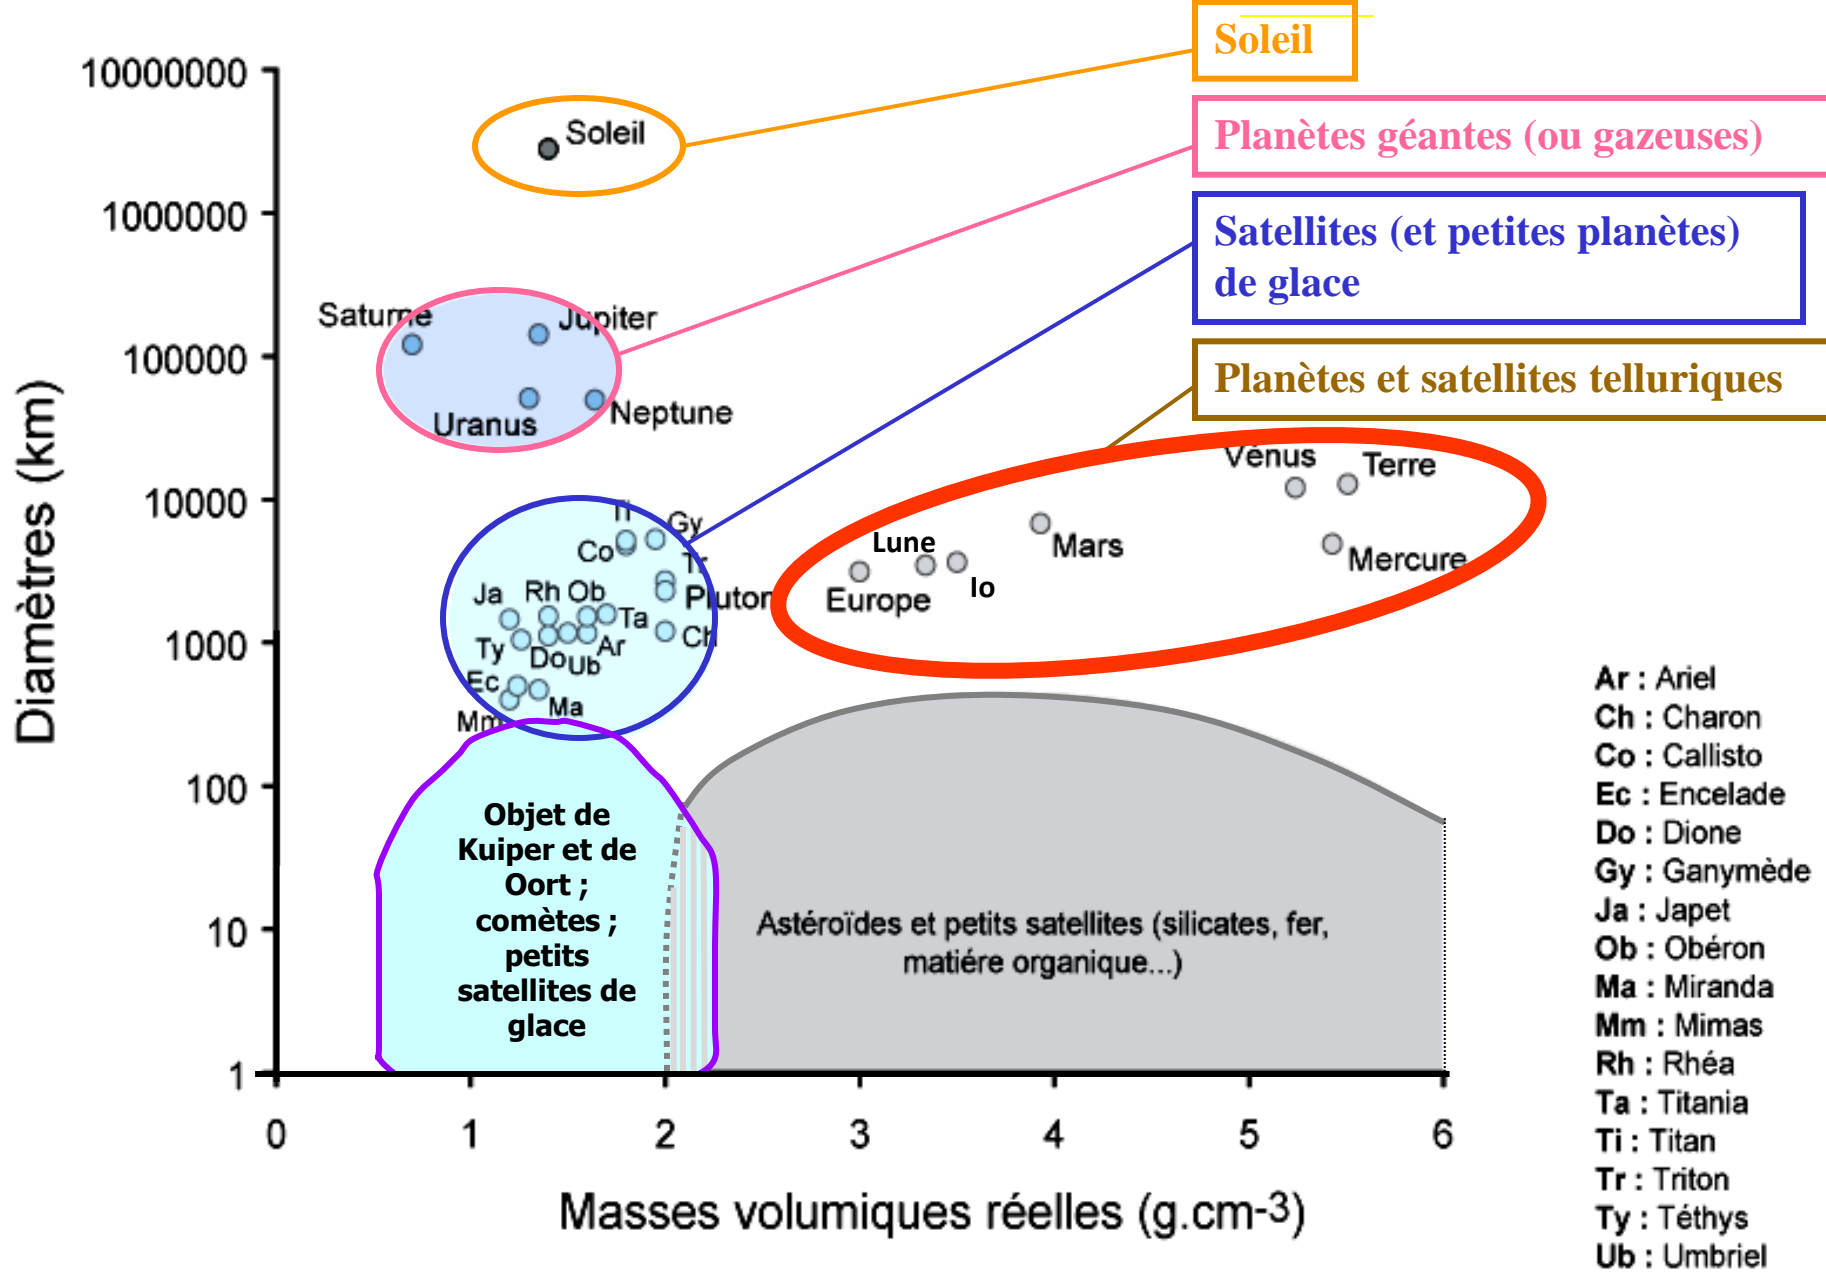 Soleil
Planètes géantes (ou gazeuses)
Satellites (et petites planètes)
de glace
Planètes et satellites telluriques
Diamètres (km)
10000000
1000000
100000
10000
1000
100
10
1
Soleil
Saturne
Jupiter
Uranus
Neptune
Ti
Gy
Co
Tr
Ja
Rh
Ob
Pluton
Ta
Ch
Ty
Do
Ub
Ar
Ec
Ma
Mm
Vénus
Terre
Lune
Mars
Mercure
Europe
Io
Objet de
Kuiper et de
Oort ;
comètes ;
petits
satellites de
glace
Astéroïdes et petits satellites (silicates, fer,
matiére organique...)
0 1 2 3 4 5 6
Masses volumiques réelles (g.cm-3)
Ar : Ariel
Ch : Charon
Co : Callisto
Ec : Encelade
Do : Dione
Gy : Ganymède
Ja : Japet
Ob : Obéron
Ma : Miranda
Mm : Mimas
Rh : Rhéa
Ta : Titania
Ti : Titan
Tr : Triton
Ty : Téthys
Ub : Umbriel